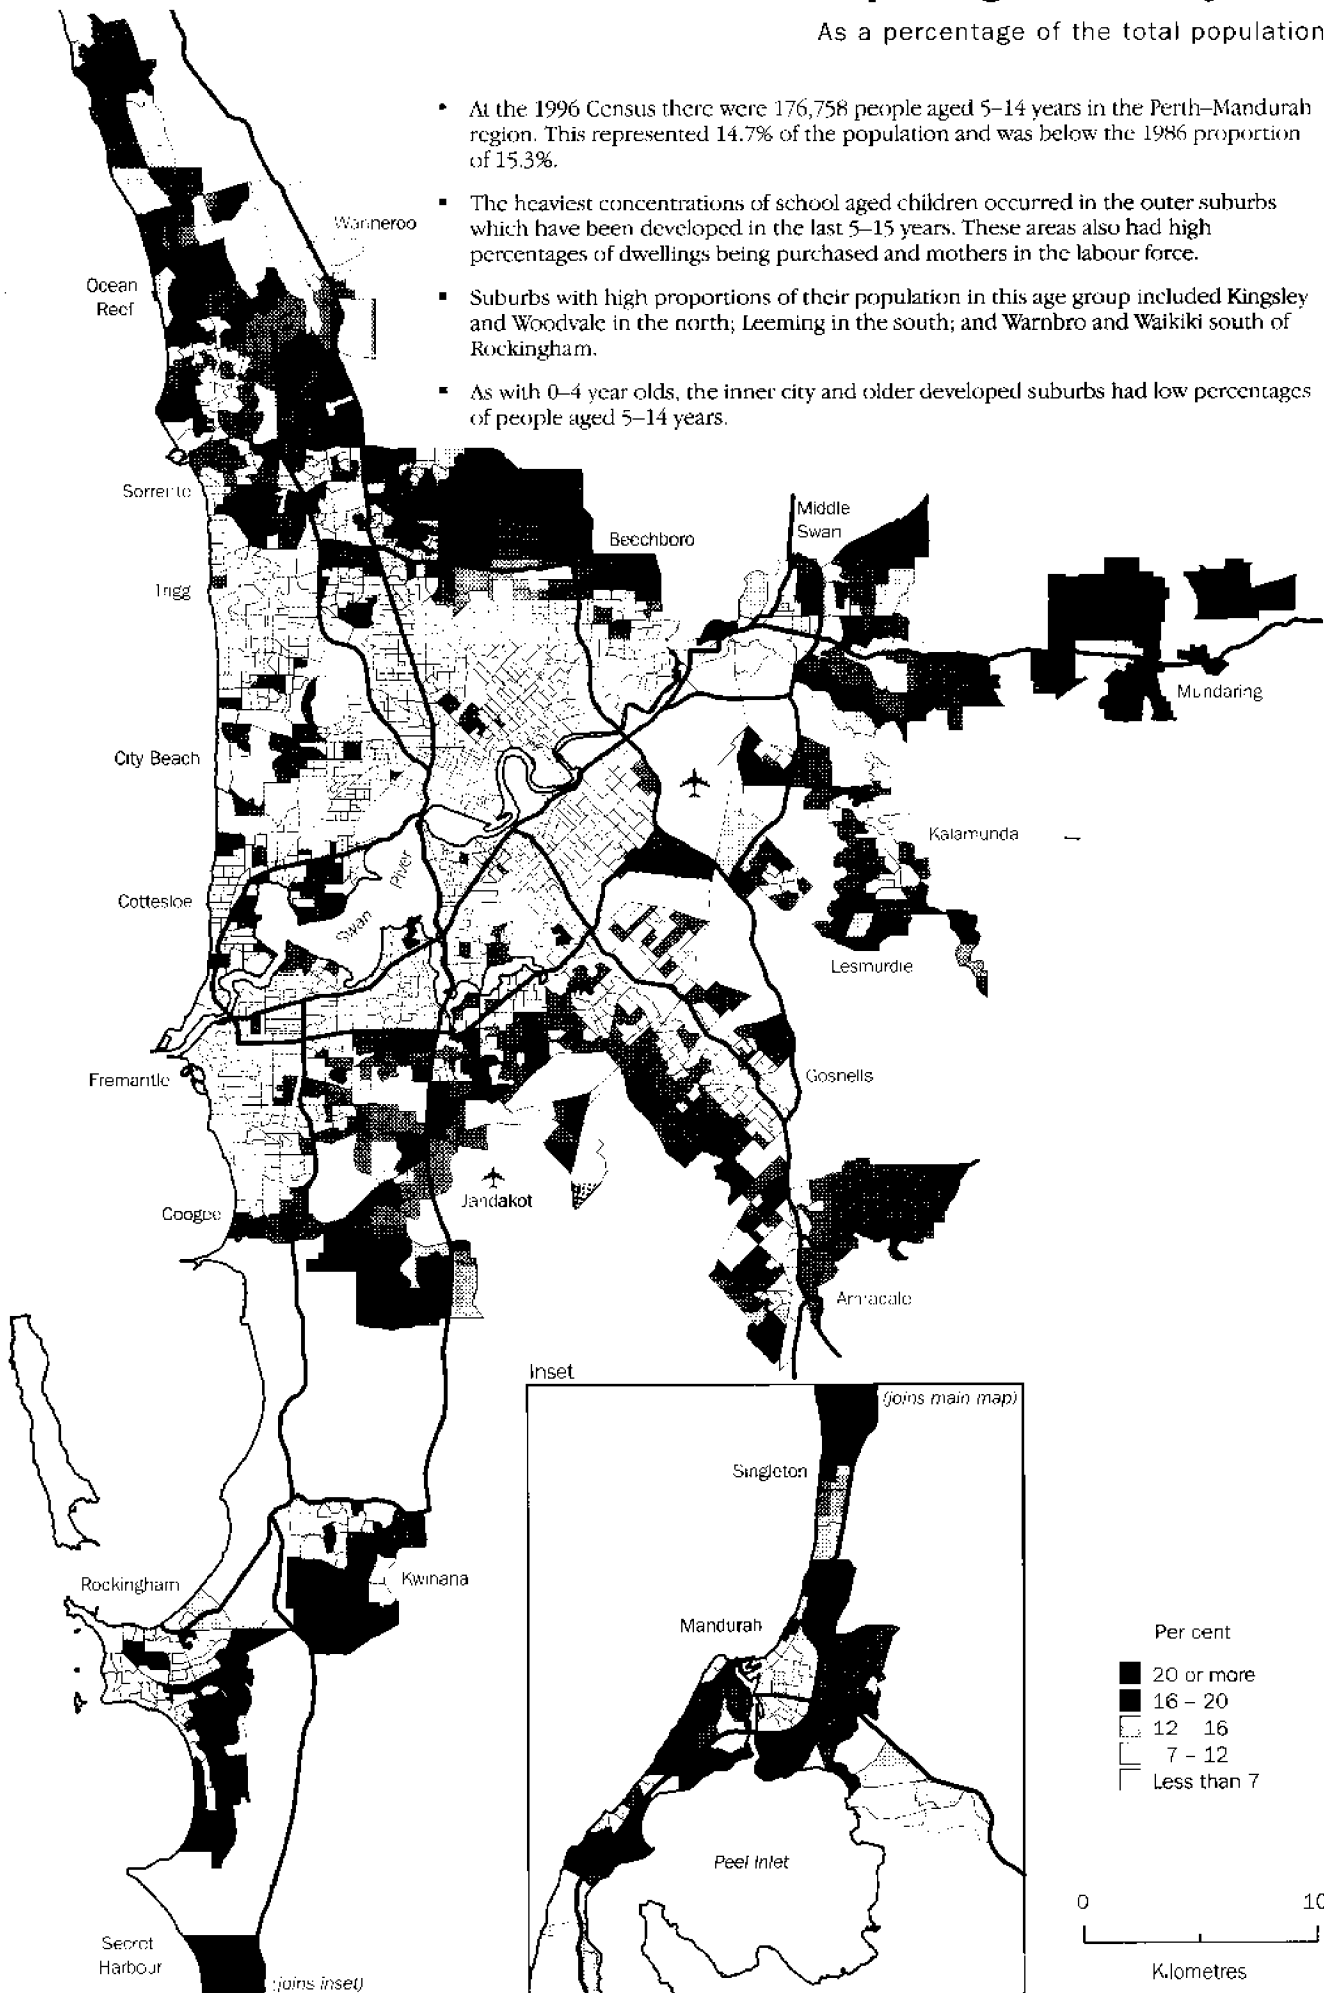 As a percentage of the total population
• At the 1996 Census there were 176,758 people aged 5–14 years in the Perth–Mandurah
region. This represented 14.7% of the population and was below the 1986 proportion
of 15.3%.
▪ The heaviest concentrations of school aged children occurred in the outer suburbs
which have been developed in the last 5–15 years. These areas also had high
percentages of dwellings being purchased and mothers in the labour force.
▪ Suburbs with high proportions of their population in this age group included Kingsley
and Woodvale in the north; Leeming in the south; and Warnbro and Waikiki south of
Rockingham.
▪ As with 0–4 year olds, the inner city and older developed suburbs had low percentages
of people aged 5–14 years.
Wanneroo
Ocean
Reef
Sorrento
Middle
Swan
Beechboro
Trigg
Mundaring
City Beach
Kalamunda
Cottesloe
Swan River
Lesmurdie
Fremantle
Gosnells
Jandakot
Coogee
Armadale
Inset
(joins main map)
Singleton
Rockingham
Kwinana
Mandurah
Per cent
20 or more
16 – 20
12 16
7 – 12
Less than 7
Peel Inlet
0 10
Kilometres
Secret
Harbour
(joins inset)